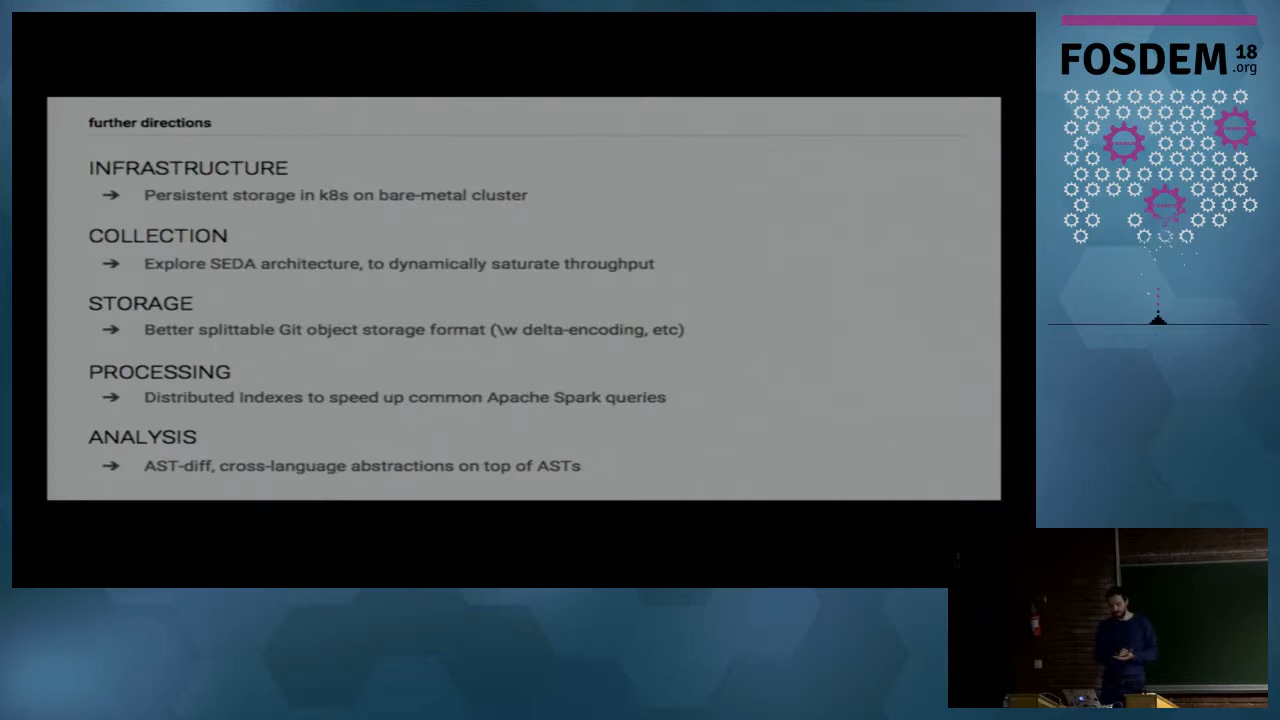 further directions
INFRASTRUCTURE
➔ Persistent storage in k8s on bare-metal cluster
COLLECTION
➔ Explore SEDA architecture, to dynamically saturate throughput
STORAGE
➔ Better splittable Git object storage format (\w delta-encoding, etc)
PROCESSING
➔ Distributed Indexes to speed up common Apache Spark queries
ANALYSIS
➔ AST-diff, cross-language abstractions on top of ASTs
FOSDEM 18
.org